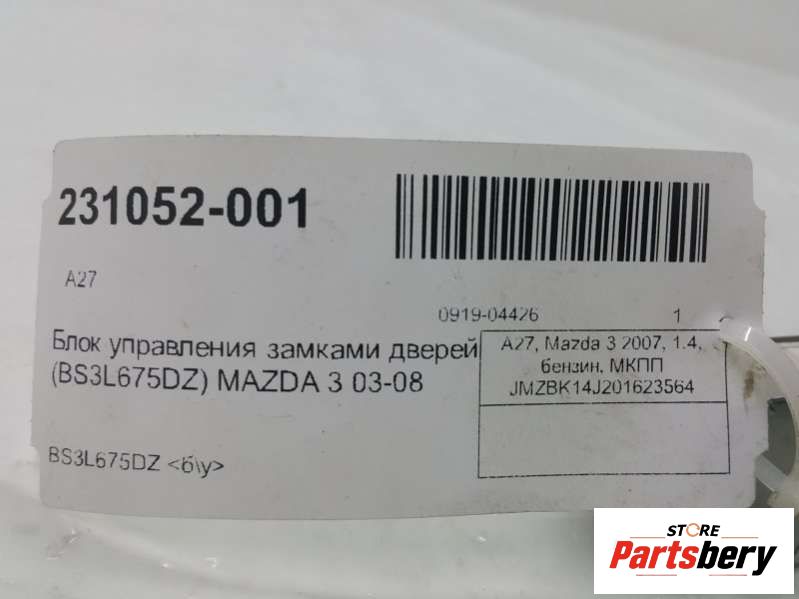 231052-001
A27
0919-04426 1
Блок управления замками дверей
(BS3L675DZ) MAZDA 3 03-08
BS3L675DZ <б\у>
A27, Mazda 3 2007, 1.4,
бензин, МКПП
JMZBK14J201623564
STORE
Partsbery